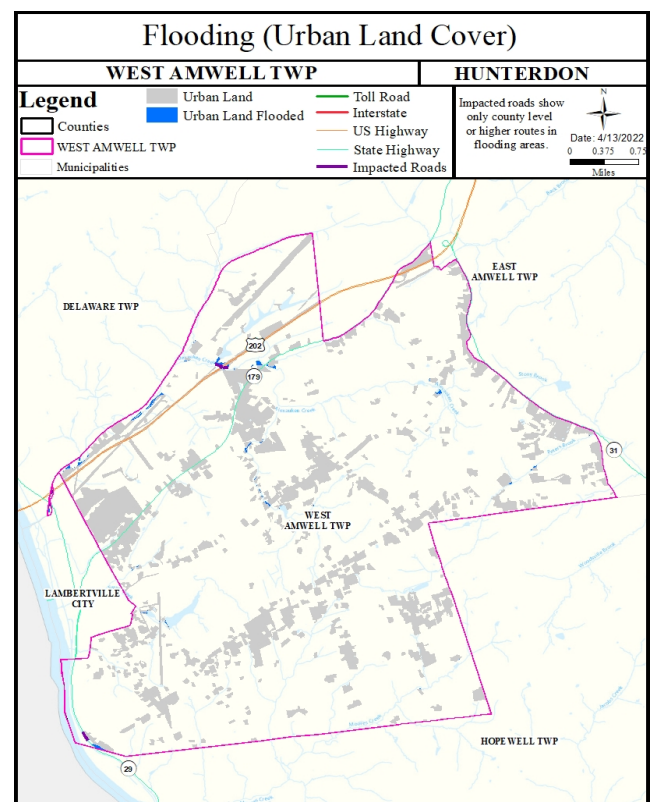 Flooding (Urban Land Cover)
WEST AMWELL TWP
HUNTERDON
Legend
Counties
WEST AMWELL TWP
Municipalities
Urban Land
Urban Land Flooded
Toll Road
Interstate
US Highway
State Highway
Impacted Roads
Impacted roads show
only county level
or higher routes in
flooding areas.
N
Date: 4/13/2022
0 0.375 0.75
Miles
EAST
AMWELL TWP
DELAWARE TWP
202
179
31
WEST
AMWELL TWP
LAMBERTVILLE
CITY
HOPEWELL TWP
29